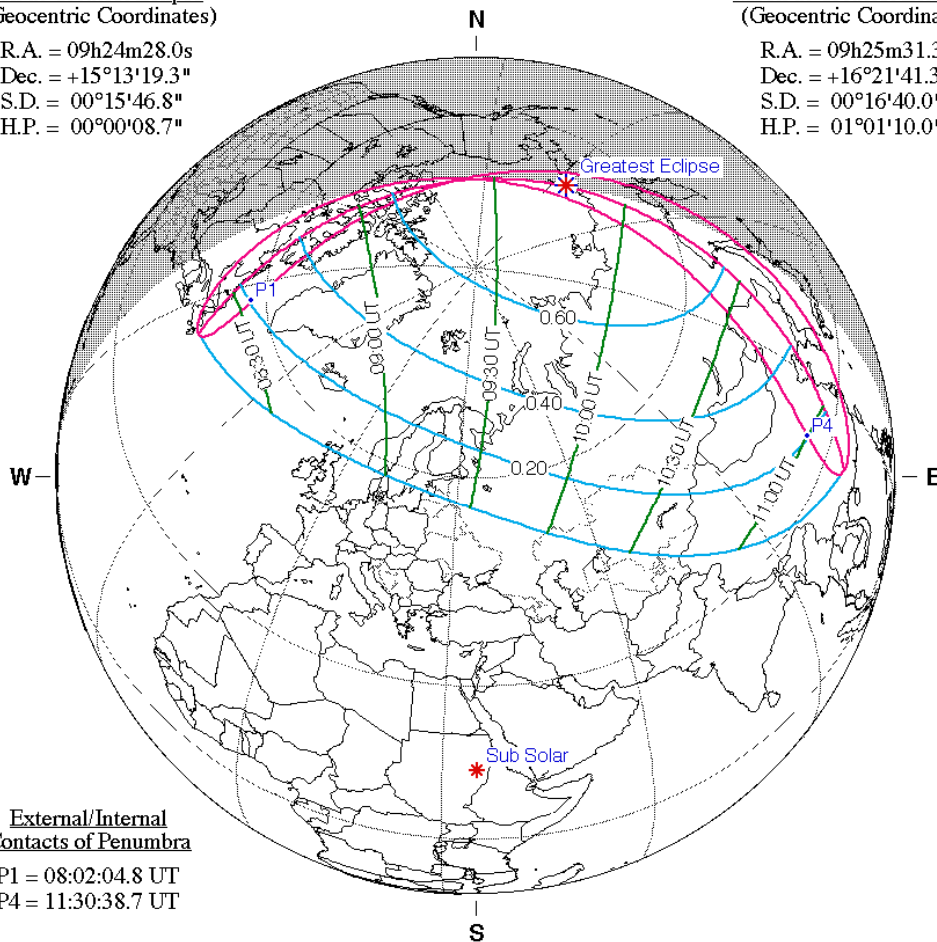 Geocentric Coordinates)
R.A. = 09h24m28.0s
Dec. = +15°13'19.3"
S.D. = 00°15'46.8"
H.P. = 00°00'08.7"
N
(Geocentric Coordina
R.A. = 09h25m31.3
Dec. = +16°21'41.3
S.D. = 00°16'40.0
H.P. = 01°01'10.0
Greatest Eclipse
P1
08:30 UT
09:00 UT
09:30 UT
10:00 UT
10:30 UT
11:00 UT
0.60
0.40
0.20
P4
W
E
Sub Solar
External/Internal
Contacts of Penumbra
P1 = 08:02:04.8 UT
P4 = 11:30:38.7 UT
S